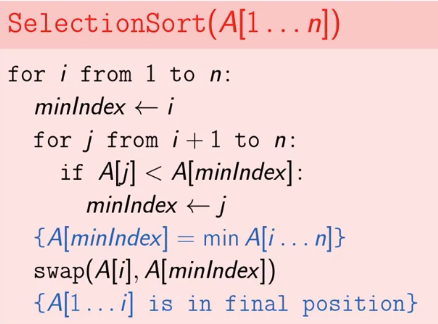 SelectionSort(A[1...n])
for i from 1 to n:
minIndex ← i
for j from i + 1 to n:
if A[j] < A[minIndex]:
minIndex ← j
{A[minIndex] = min A[i...n]}
swap(A[i], A[minIndex])
{A[1...i] is in final position}